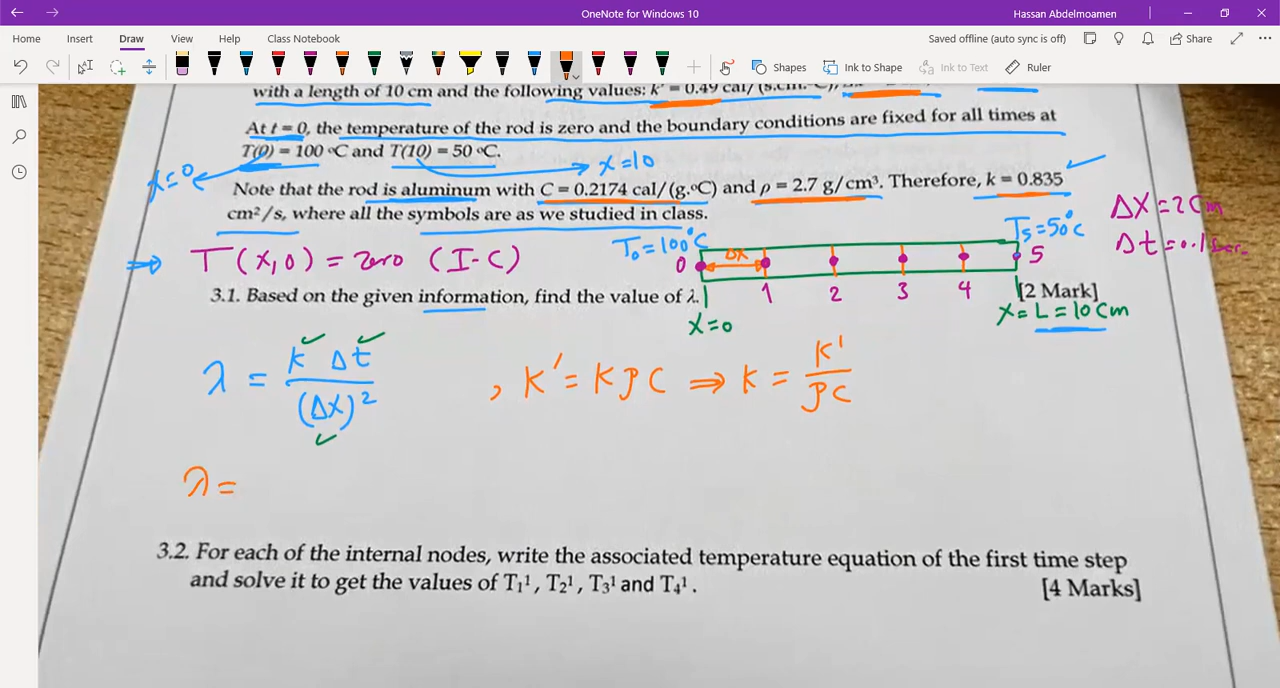 OneNote for Windows 10
Hassan Abdelmoamen
Home Insert Draw View Help Class Notebook
Saved offline (auto sync is off) Share
Shapes Ink to Shape Ink to Text Ruler
with a length of 10 cm and the following values: k' = 0.49 cal/(s.cm.
At t = 0, the temperature of the rod is zero and the boundary conditions are fixed for all times at
T(0) = 100 °C and T(10) = 50 °C.
x=0 x=10
Note that the rod is aluminum with C = 0.2174 cal/(g.°C) and ρ = 2.7 g/cm³. Therefore, k = 0.835
cm²/s, where all the symbols are as we studied in class.
ΔX = 2 Cm
Δt = 0.1 Sec.
T₀ = 100°C T₅ = 50°C
⇒ T(x,0) = Zero (I-C)
0 ΔX 5
1 2 3 4
3.1. Based on the given information, find the value of λ. [2 Mark]
X=0 X=L=10 Cm
λ = k Δt / (ΔX)² , K' = KρC ⇒ K = K' / ρC
λ =
3.2. For each of the internal nodes, write the associated temperature equation of the first time step
and solve it to get the values of T₁¹, T₂¹, T₃¹ and T₄¹. [4 Marks]